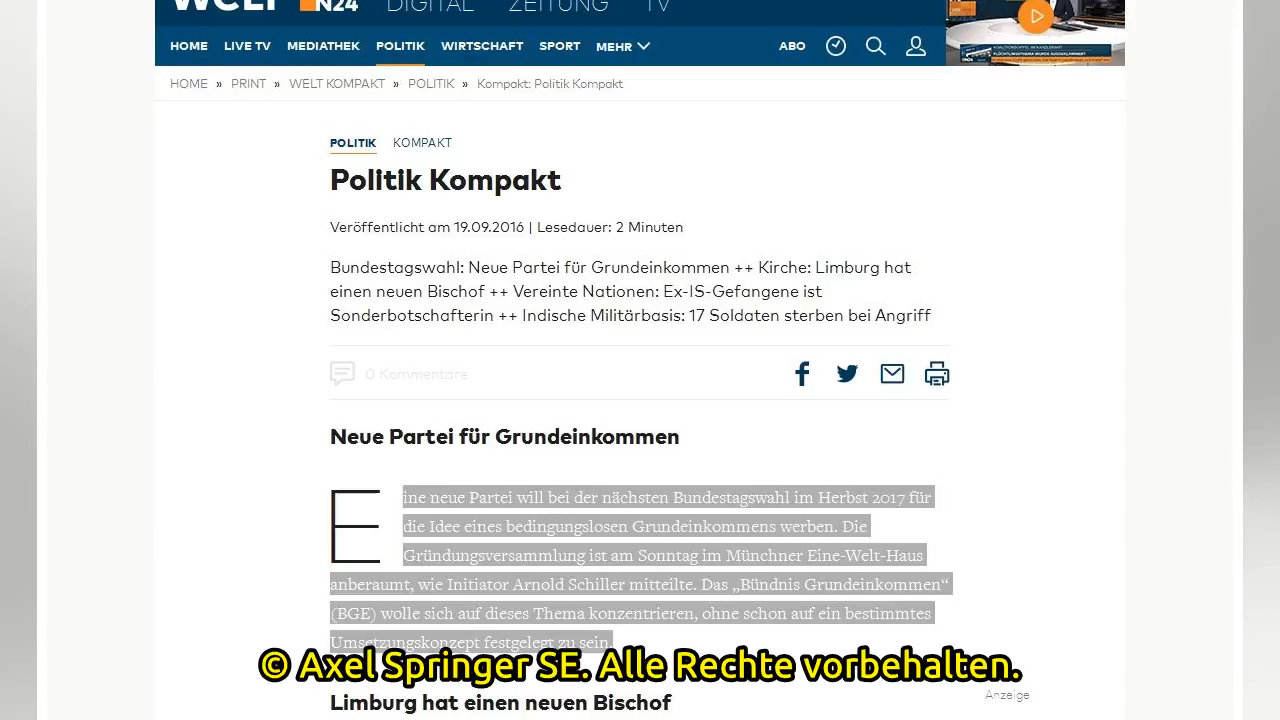 WELT N24 DIGITAL ZEITUNG TV
HOME LIVE TV MEDIATHEK POLITIK WIRTSCHAFT SPORT MEHR ABO
HOME » PRINT » WELT KOMPAKT » POLITIK » Kompakt: Politik Kompakt
POLITIK KOMPAKT
Politik Kompakt
Veröffentlicht am 19.09.2016 | Lesedauer: 2 Minuten
Bundestagswahl: Neue Partei für Grundeinkommen ++ Kirche: Limburg hat
einen neuen Bischof ++ Vereinte Nationen: Ex-IS-Gefangene ist
Sonderbotschafterin ++ Indische Militärbasis: 17 Soldaten sterben bei Angriff
0 Kommentare
Neue Partei für Grundeinkommen
Eine neue Partei will bei der nächsten Bundestagswahl im Herbst 2017 für
die Idee eines bedingungslosen Grundeinkommens werben. Die
Gründungsversammlung ist am Sonntag im Münchner Eine-Welt-Haus
anberaumt, wie Initiator Arnold Schiller mitteilte. Das „Bündnis Grundeinkommen“
(BGE) wolle sich auf dieses Thema konzentrieren, ohne schon auf ein bestimmtes
Umsetzungskonzept festgelegt zu sein.
© Axel Springer SE. Alle Rechte vorbehalten.
Anzeige
Limburg hat einen neuen Bischof